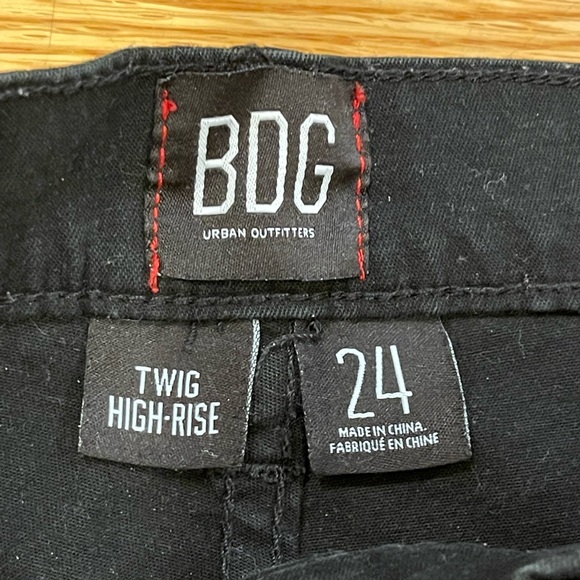 BDG
URBAN OUTFITTERS
TWIG
HIGH-RISE
24
MADE IN CHINA.
FABRIQUÉ EN CHINE